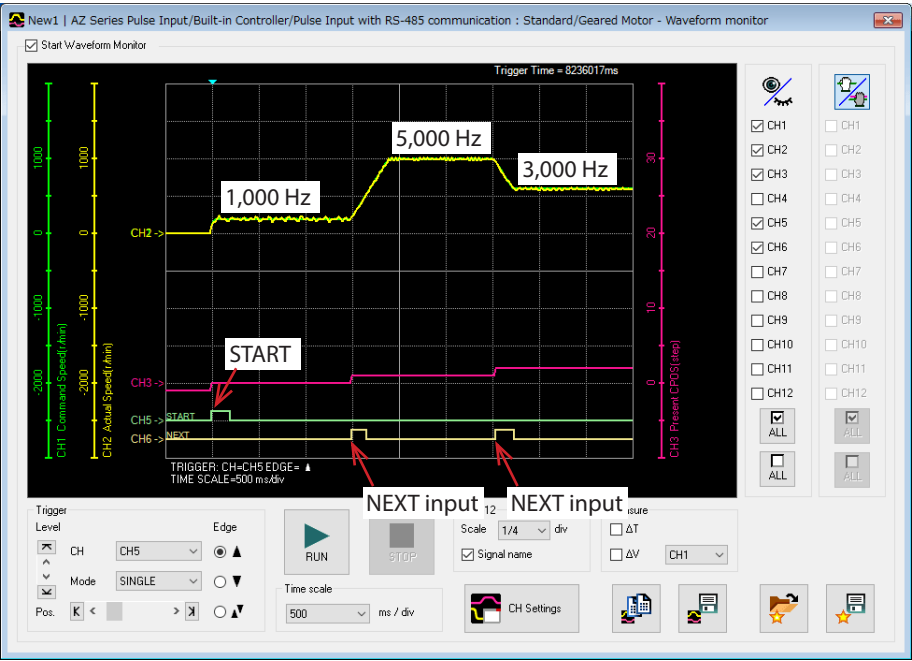 New1 | AZ Series Pulse Input/Built-in Controller/Pulse Input with RS-485 communication : Standard/Geared Motor - Waveform monitor
Start Waveform Monitor
Trigger Time = 8236017ms
5,000 Hz
3,000 Hz
1,000 Hz
CH2->
START
CH3->
CH5-> START
CH6-> NEXT
TRIGGER: CH=CH5 EDGE=
TIME SCALE=500 ms/div
NEXT input
NEXT input
1000
0
-1000
-2000
CH1 Command Speed(r/min)
1000
0
-1000
-2000
CH2 Actual Speed(r/min)
30
20
10
0
CH3 Present CPOS(step)
CH1
CH2
CH3
CH4
CH5
CH6
CH7
CH8
CH9
CH10
CH11
CH12
ALL
ALL
CH1
CH2
CH3
CH4
CH5
CH6
CH7
CH8
CH9
CH10
CH11
CH12
ALL
ALL
Trigger
Level
Edge
CH CH5
Mode SINGLE
Pos.
RUN
STOP
Time scale
500 ms / div
12
Scale 1/4 div
Signal name
CH Settings
ΔT
ΔV CH1